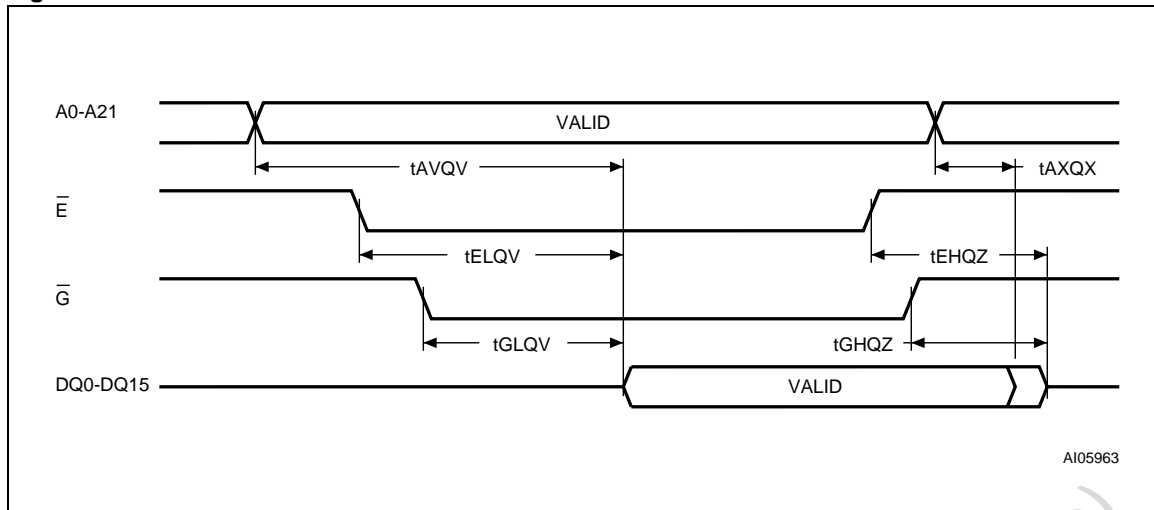 A0-A21
VALID
tAVQV
tAXQX
E
tELQV
tEHQZ
G
tGLQV
tGHQZ
DQ0-DQ15
VALID
AI05963